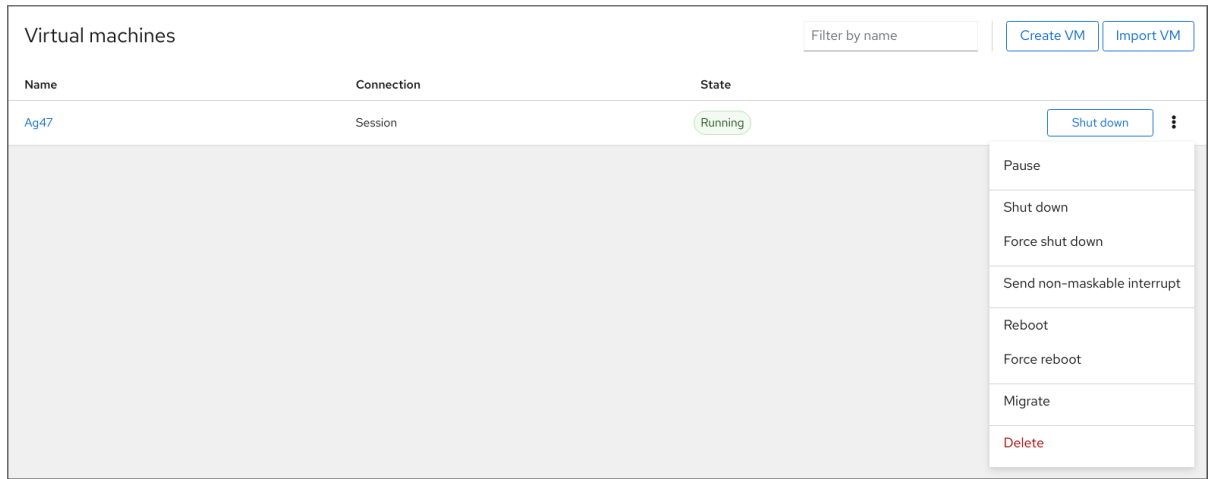 Virtual machines
Filter by name
Create VM
Import VM
Name Connection State
Ag47 Session Running Shut down
Pause
Shut down
Force shut down
Send non-maskable interrupt
Reboot
Force reboot
Migrate
Delete